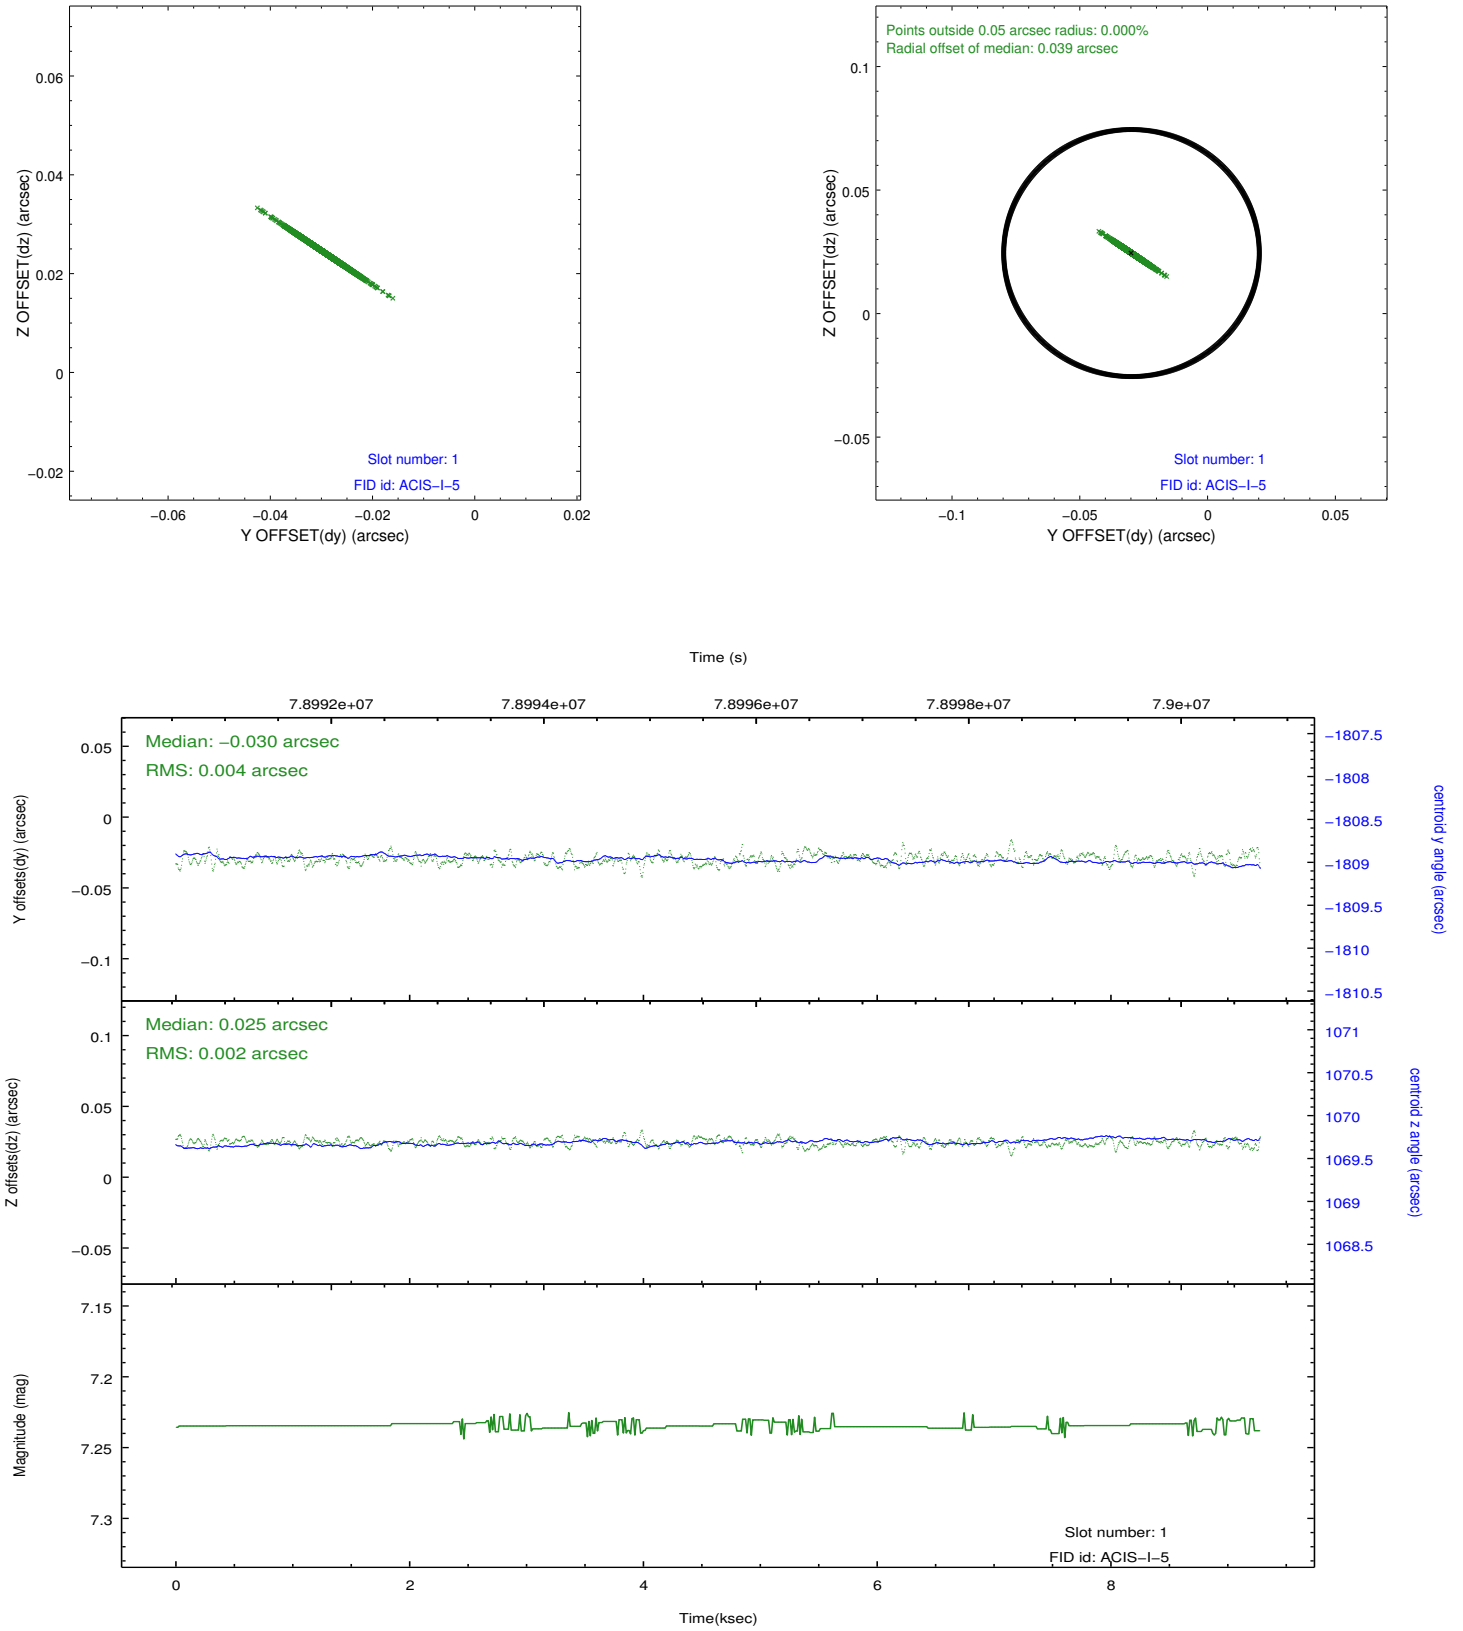 0.06
0.04
0.02
0
−0.02
Z OFFSET(dz) (arcsec)
Slot number: 1
FID id: ACIS−I−5
−0.06 −0.04 −0.02 0 0.02
Y OFFSET(dy) (arcsec)
Points outside 0.05 arcsec radius: 0.000%
Radial offset of median: 0.039 arcsec
0.1
0.05
0
−0.05
Z OFFSET(dz) (arcsec)
Slot number: 1
FID id: ACIS−I−5
−0.1 −0.05 0 0.05
Y OFFSET(dy) (arcsec)
Time (s)
7.8992e+07 7.8994e+07 7.8996e+07 7.8998e+07 7.9e+07
Median: −0.030 arcsec
RMS: 0.004 arcsec
0.05
0
−0.05
−0.1
Y offsets(dy) (arcsec)
−1807.5
−1808
−1808.5
−1809
−1809.5
−1810
−1810.5
centroid y angle (arcsec)
Median: 0.025 arcsec
RMS: 0.002 arcsec
0.1
0.05
0
−0.05
Z offsets(dz) (arcsec)
1071
1070.5
1070
1069.5
1069
1068.5
centroid z angle (arcsec)
7.15
7.2
7.25
7.3
Magnitude (mag)
Slot number: 1
FID id: ACIS−I−5
0 2 4 6 8
Time(ksec)